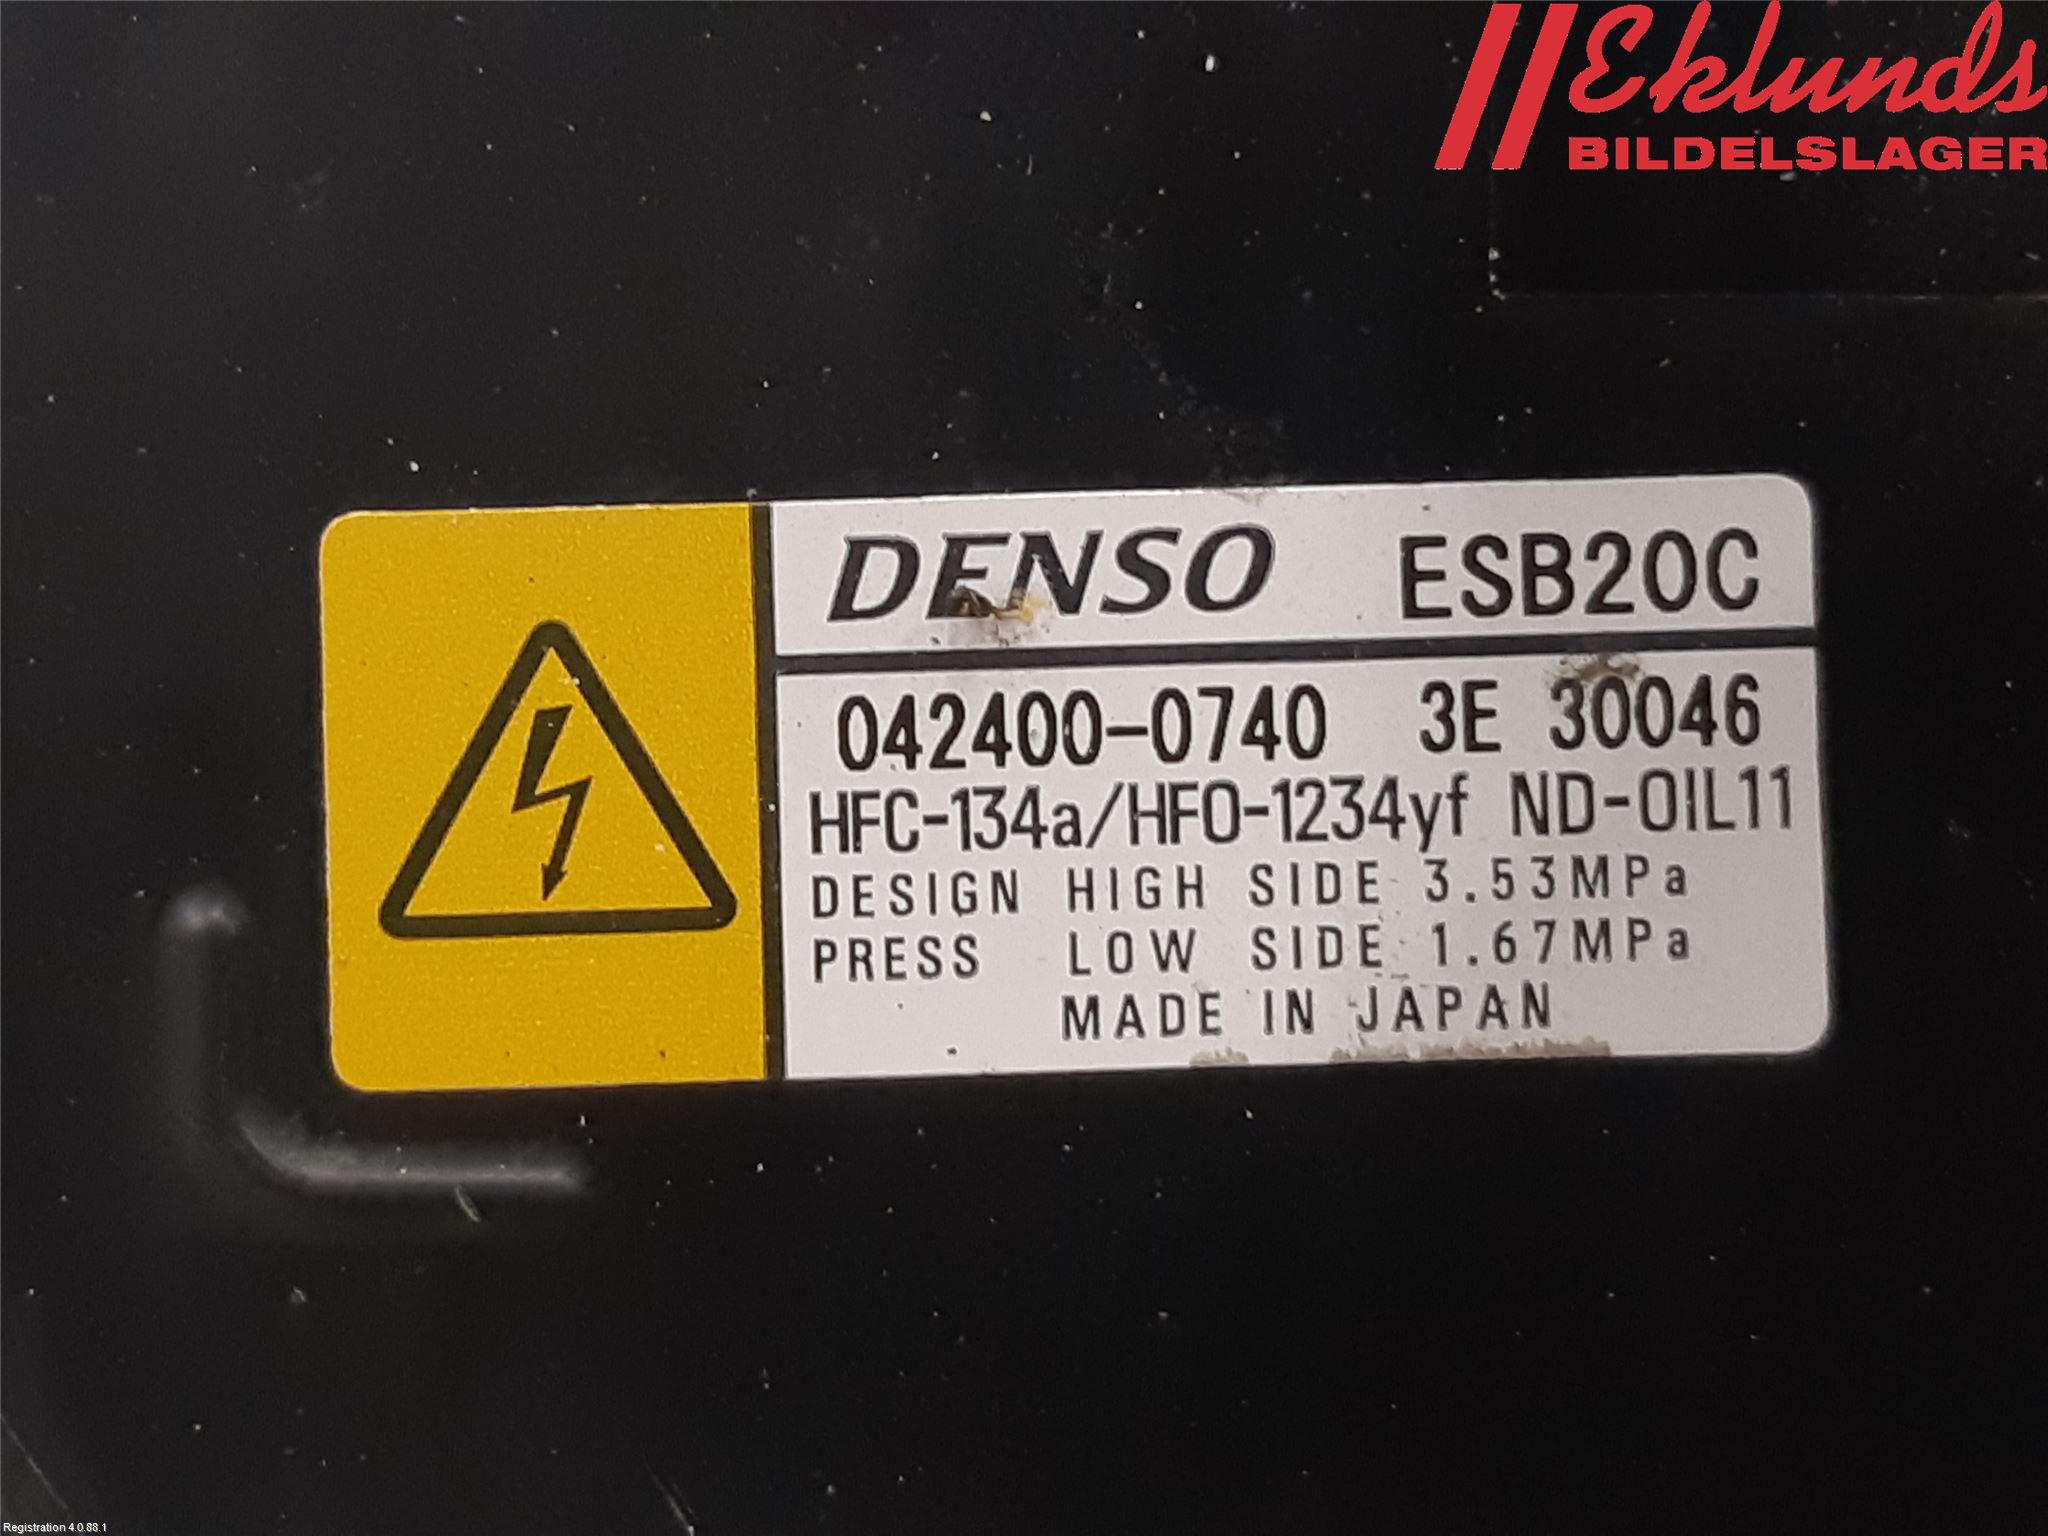 Eklunds
BILDELSLAGER
DENSO ESB20C
042400-0740 3E 30046
HFC-134a/HFO-1234yf ND-OIL11
DESIGN HIGH SIDE 3.53MPa
PRESS LOW SIDE 1.67MPa
MADE IN JAPAN
Registration 4.0.88.1